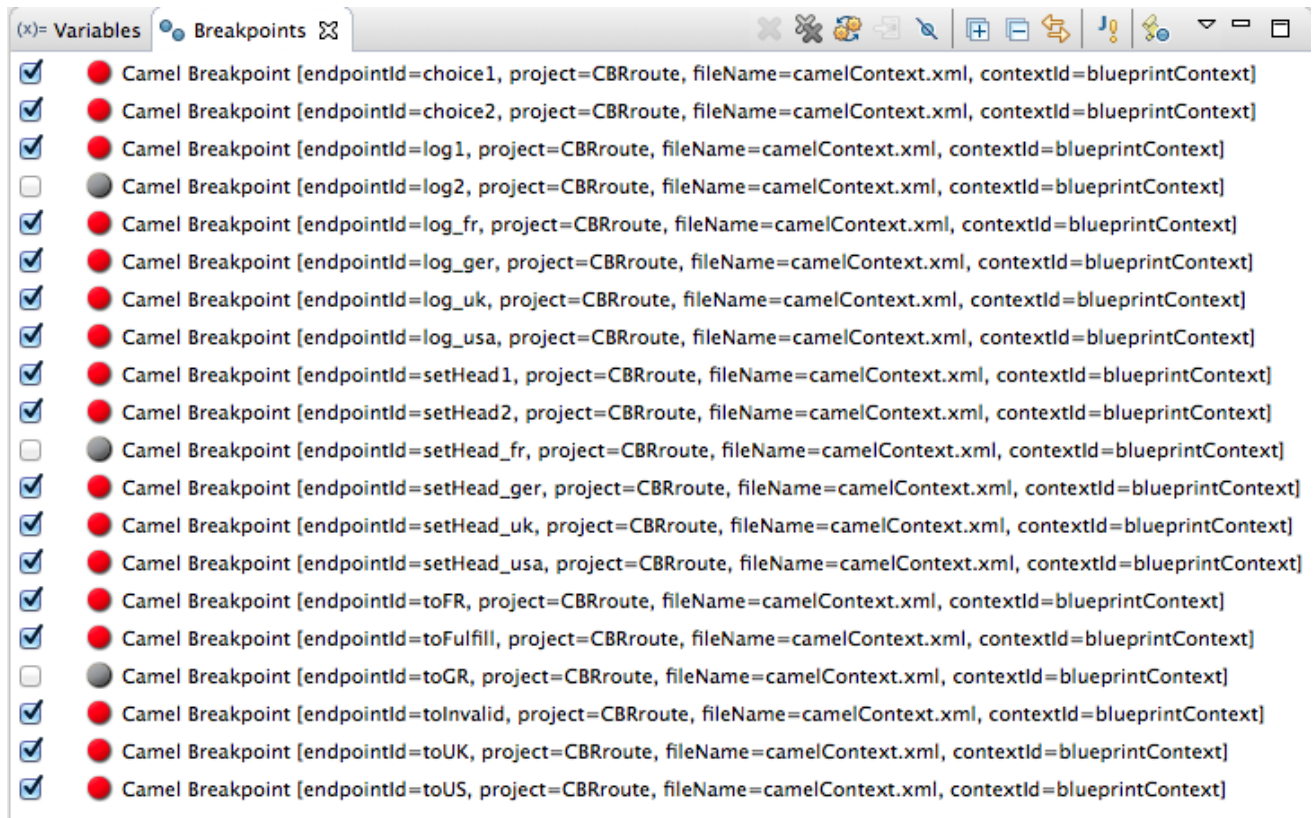 (x)= Variables Breakpoints
Camel Breakpoint [endpointId=choice1, project=CBRroute, fileName=camelContext.xml, contextId=blueprintContext]
Camel Breakpoint [endpointId=choice2, project=CBRroute, fileName=camelContext.xml, contextId=blueprintContext]
Camel Breakpoint [endpointId=log1, project=CBRroute, fileName=camelContext.xml, contextId=blueprintContext]
Camel Breakpoint [endpointId=log2, project=CBRroute, fileName=camelContext.xml, contextId=blueprintContext]
Camel Breakpoint [endpointId=log_fr, project=CBRroute, fileName=camelContext.xml, contextId=blueprintContext]
Camel Breakpoint [endpointId=log_ger, project=CBRroute, fileName=camelContext.xml, contextId=blueprintContext]
Camel Breakpoint [endpointId=log_uk, project=CBRroute, fileName=camelContext.xml, contextId=blueprintContext]
Camel Breakpoint [endpointId=log_usa, project=CBRroute, fileName=camelContext.xml, contextId=blueprintContext]
Camel Breakpoint [endpointId=setHead1, project=CBRroute, fileName=camelContext.xml, contextId=blueprintContext]
Camel Breakpoint [endpointId=setHead2, project=CBRroute, fileName=camelContext.xml, contextId=blueprintContext]
Camel Breakpoint [endpointId=setHead_fr, project=CBRroute, fileName=camelContext.xml, contextId=blueprintContext]
Camel Breakpoint [endpointId=setHead_ger, project=CBRroute, fileName=camelContext.xml, contextId=blueprintContext]
Camel Breakpoint [endpointId=setHead_uk, project=CBRroute, fileName=camelContext.xml, contextId=blueprintContext]
Camel Breakpoint [endpointId=setHead_usa, project=CBRroute, fileName=camelContext.xml, contextId=blueprintContext]
Camel Breakpoint [endpointId=toFR, project=CBRroute, fileName=camelContext.xml, contextId=blueprintContext]
Camel Breakpoint [endpointId=toFulfill, project=CBRroute, fileName=camelContext.xml, contextId=blueprintContext]
Camel Breakpoint [endpointId=toGR, project=CBRroute, fileName=camelContext.xml, contextId=blueprintContext]
Camel Breakpoint [endpointId=toInvalid, project=CBRroute, fileName=camelContext.xml, contextId=blueprintContext]
Camel Breakpoint [endpointId=toUK, project=CBRroute, fileName=camelContext.xml, contextId=blueprintContext]
Camel Breakpoint [endpointId=toUS, project=CBRroute, fileName=camelContext.xml, contextId=blueprintContext]